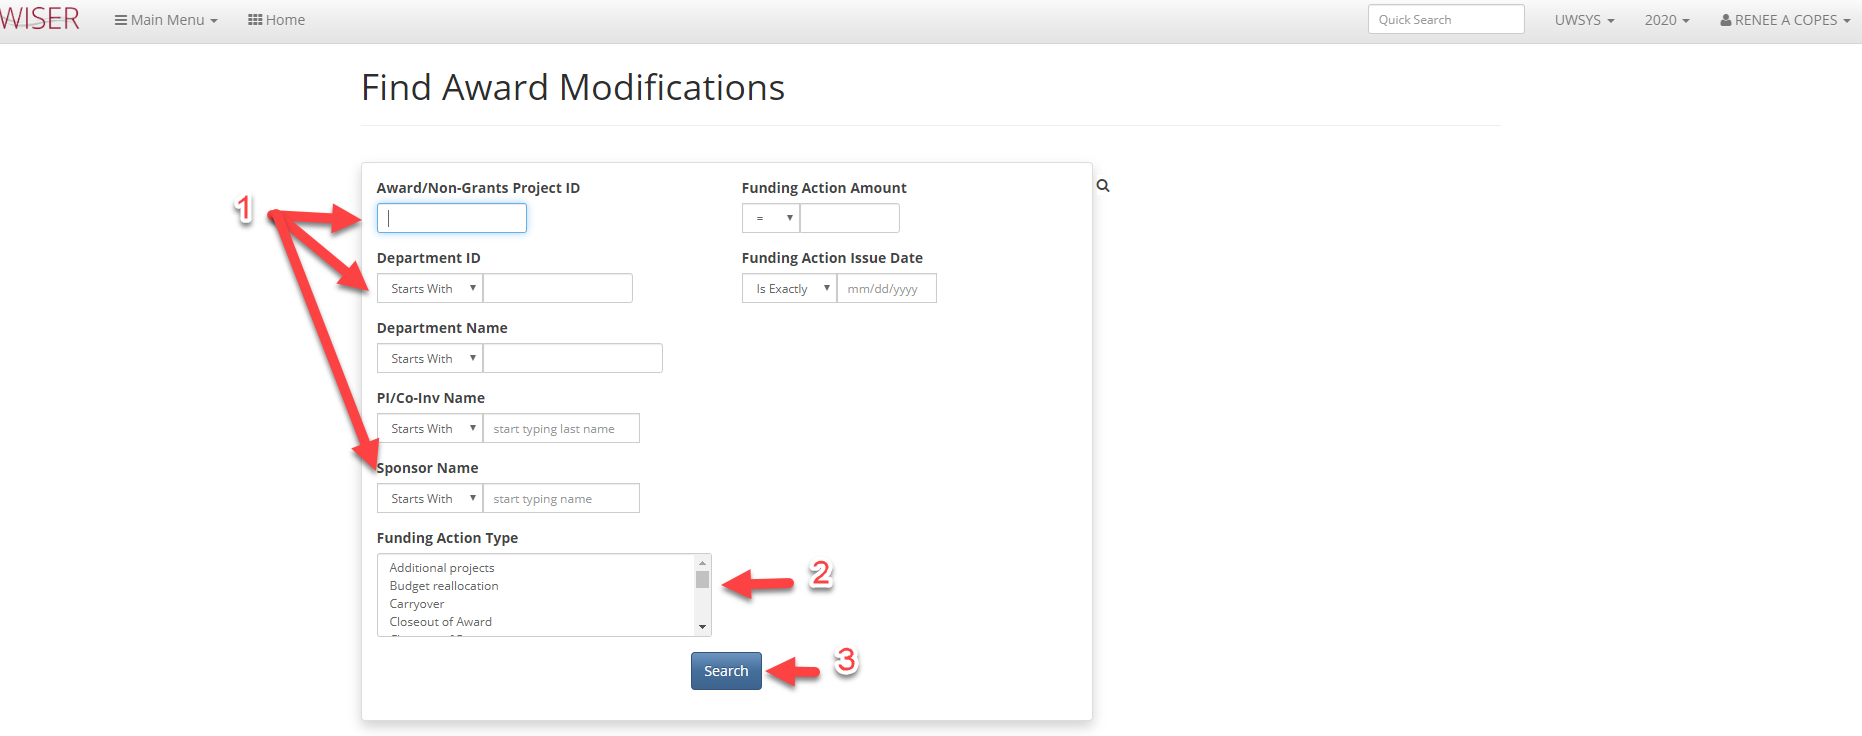 WISER Main Menu Home Quick Search UWSYS 2020 RENEE A COPES
Find Award Modifications
Award/Non-Grants Project ID
Funding Action Amount
1
=
Department ID
Funding Action Issue Date
Starts With
Is Exactly mm/dd/yyyy
Department Name
Starts With
PI/Co-Inv Name
Starts With start typing last name
Sponsor Name
Starts With start typing name
Funding Action Type
Additional projects
Budget reallocation
Carryover
Closeout of Award
2
Search
3